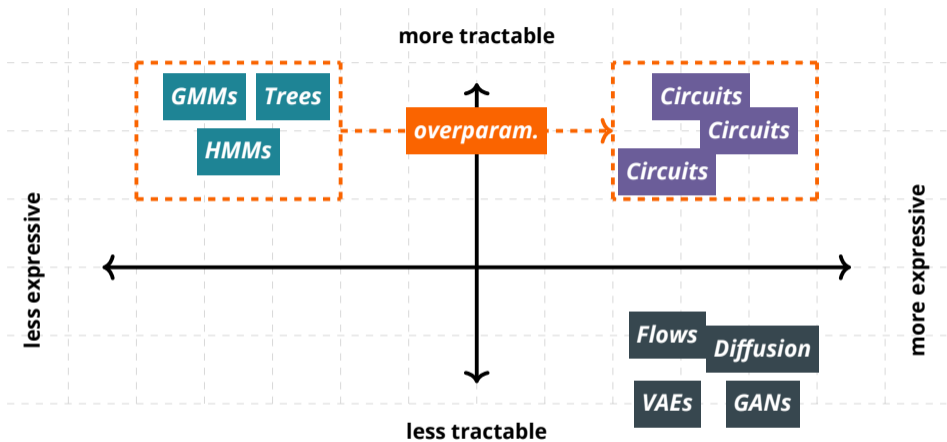 more tractable
GMMs
Trees
HMMs
overparam.
Circuits
Circuits
Circuits
less expressive
more expressive
Flows
Diffusion
VAEs
GANs
less tractable